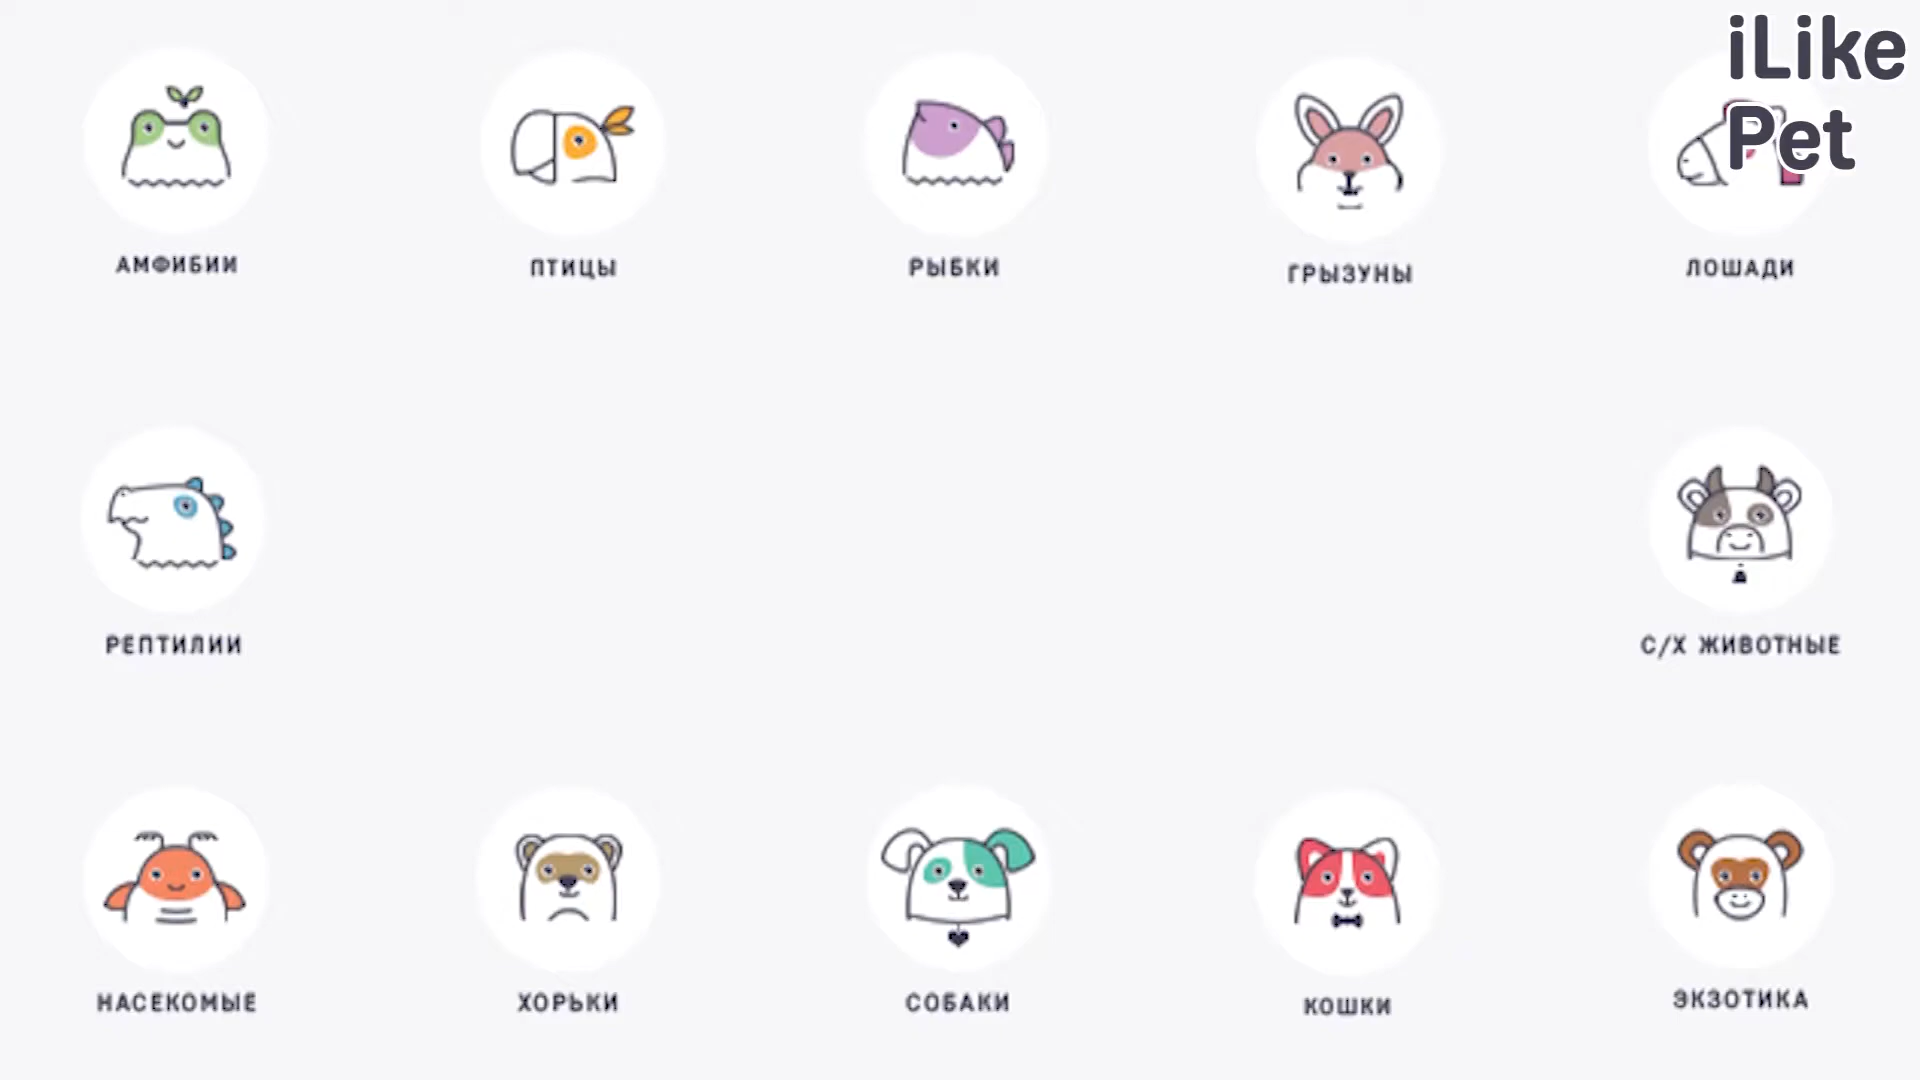 iLike
Pet
АМФИБИИ
ПТИЦЫ
РЫБКИ
ГРЫЗУНЫ
ЛОШАДИ
РЕПТИЛИИ
С/Х ЖИВОТНЫЕ
НАСЕКОМЫЕ
ХОРЬКИ
СОБАКИ
КОШКИ
ЭКЗОТИКА